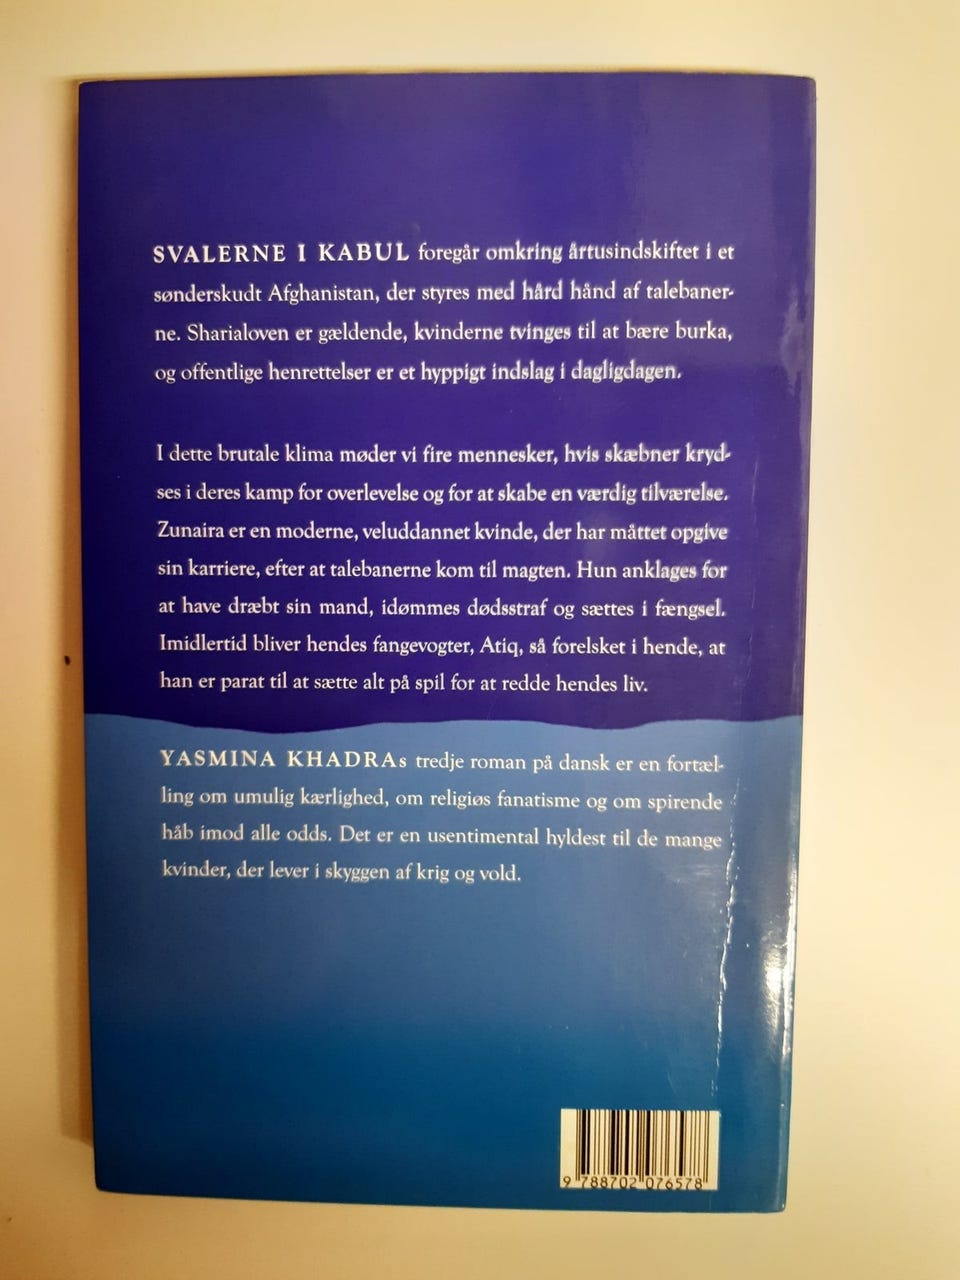 SVALERNE I KABUL foregår omkring årtusindskiftet i et
sønderskudt Afghanistan, der styres med hård hånd af talebaner-
ne. Sharialoven er gældende, kvinderne tvinges til at bære burka,
og offentlige henrettelser er et hyppigt indslag i dagligdagen.
I dette brutale klima møder vi fire mennesker, hvis skæbner kryd-
ses i deres kamp for overlevelse og for at skabe en værdig tilværelse.
Zunaira er en moderne, veluddannet kvinde, der har måttet opgive
sin karriere, efter at talebanerne kom til magten. Hun anklages for
at have dræbt sin mand, idømmes dødsstraf og sættes i fængsel.
Imidlertid bliver hendes fangevogter, Atiq, så forelsket i hende, at
han er parat til at sætte alt på spil for at redde hendes liv.
YASMINA KHADRAs tredje roman på dansk er en fortæl-
ling om umulig kærlighed, om religiøs fanatisme og om spirende
håb imod alle odds. Det er en usentimental hyldest til de mange
kvinder, der lever i skyggen af krig og vold.
9 788702 076578